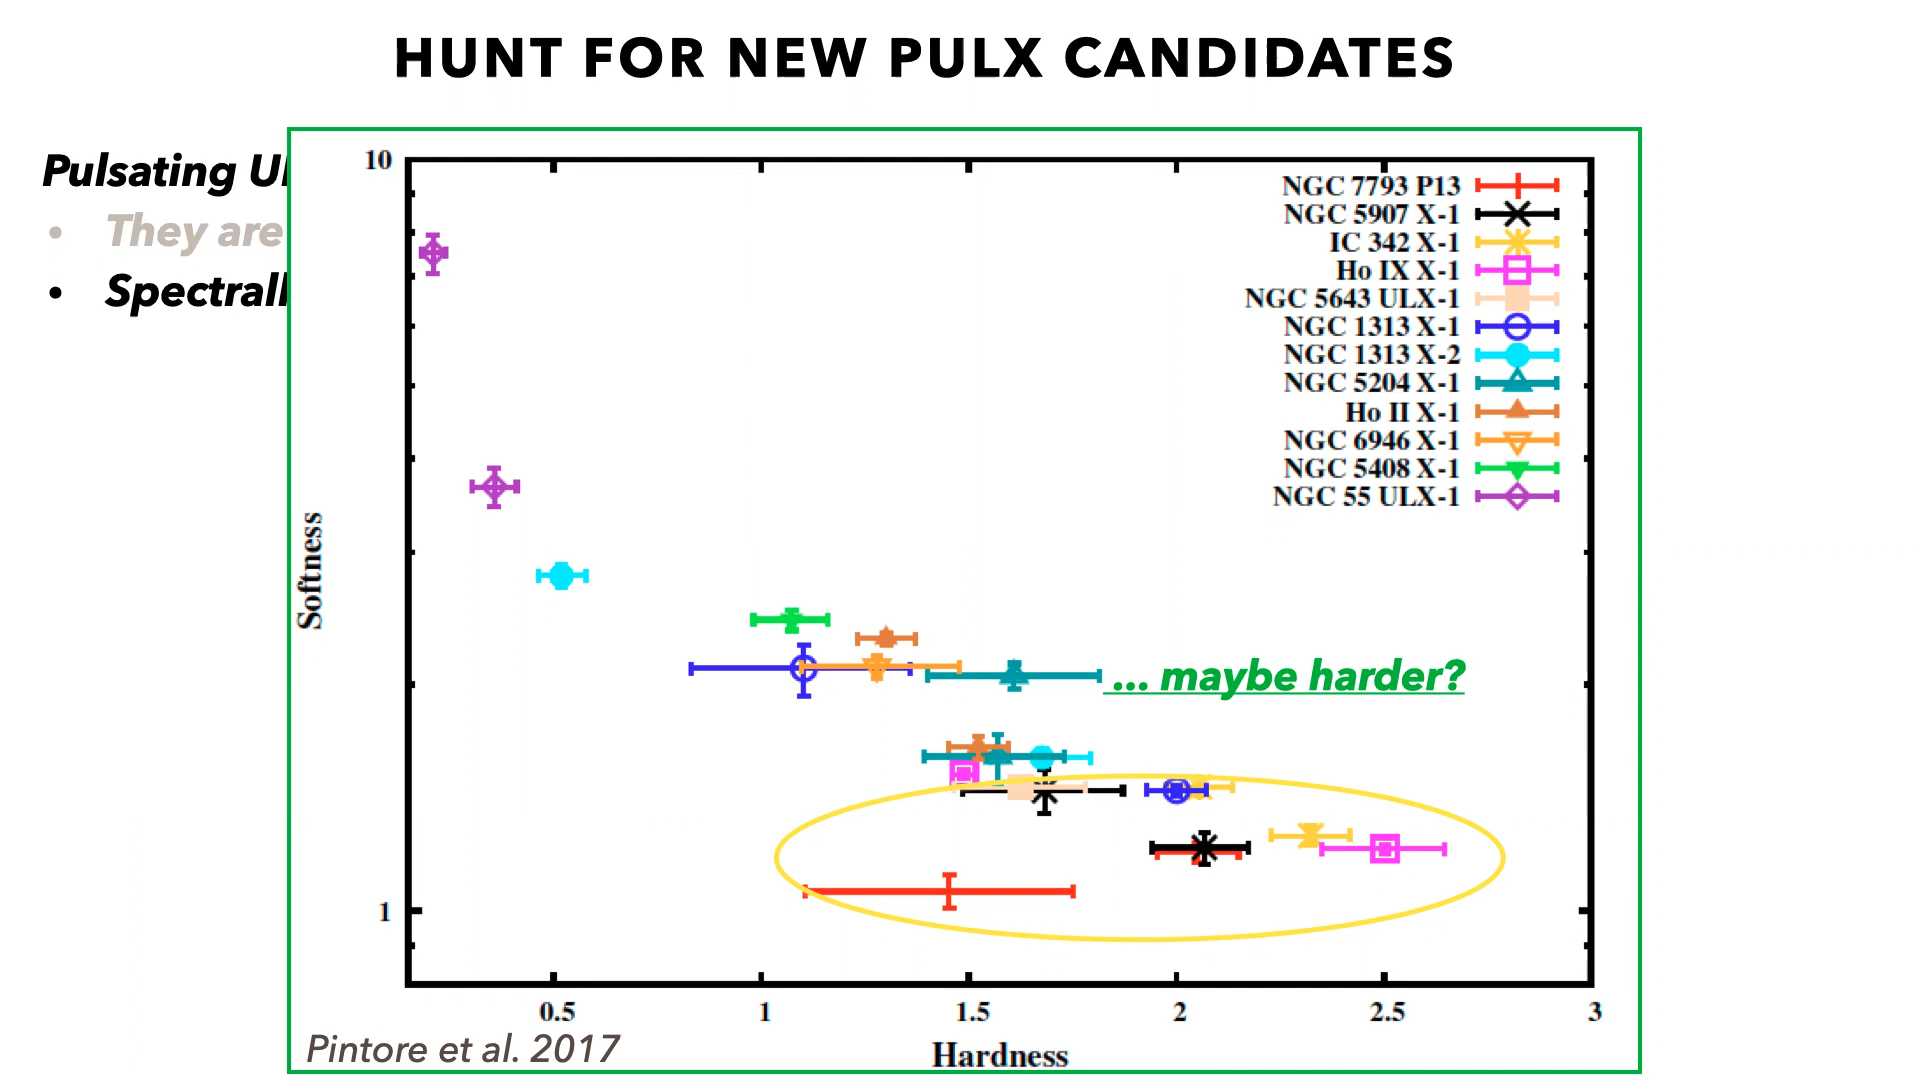 HUNT FOR NEW PULX CANDIDATES
Pulsating
• They are
• Spectrall
10
1
Softness
NGC 7793 P13
NGC 5907 X-1
IC 342 X-1
Ho IX X-1
NGC 5643 ULX-1
NGC 1313 X-1
NGC 1313 X-2
NGC 5204 X-1
Ho II X-1
NGC 6946 X-1
NGC 5408 X-1
NGC 55 ULX-1
... maybe harder?
0.5 1 1.5 2 2.5 3
Hardness
Pintore et al. 2017